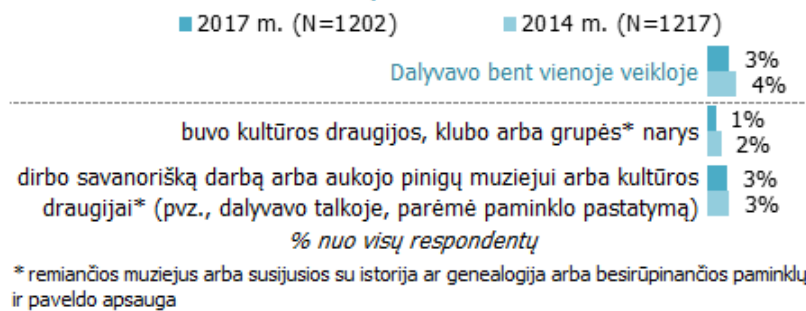 2017 m. (N=1202) 2014 m. (N=1217)
Dalyvavo bent vienoje veikloje 3%
4%
buvo kultūros draugijos, klubo arba grupės* narys 1%
2%
dirbo savanorišką darbą arba aukojo pinigų muziejui arba kultūros 3%
draugijai* (pvz., dalyvavo talkoje, parėmė paminklo pastatymą) 3%
% nuo visų respondentų
* remiančios muziejus arba susijusios su istorija ar genealogija arba besirūpinančios paminklų
ir paveldo apsauga